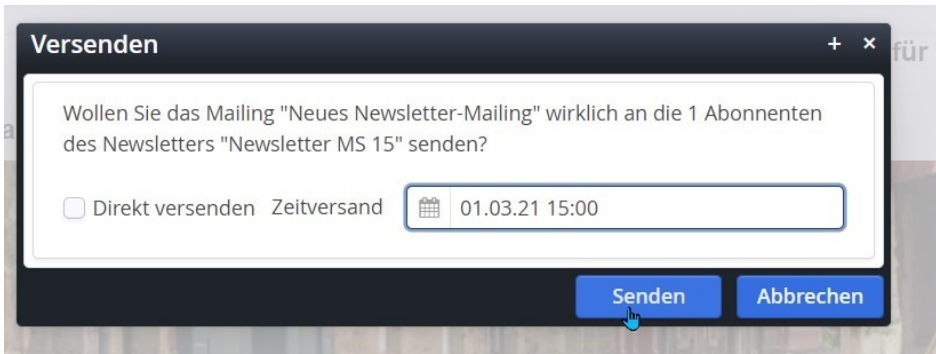 für
Versenden
Wollen Sie das Mailing "Neues Newsletter-Mailing" wirklich an die 1 Abonnenten
des Newsletters "Newsletter MS 15" senden?
Direkt versenden Zeitversand 01.03.21 15:00
Senden Abbrechen